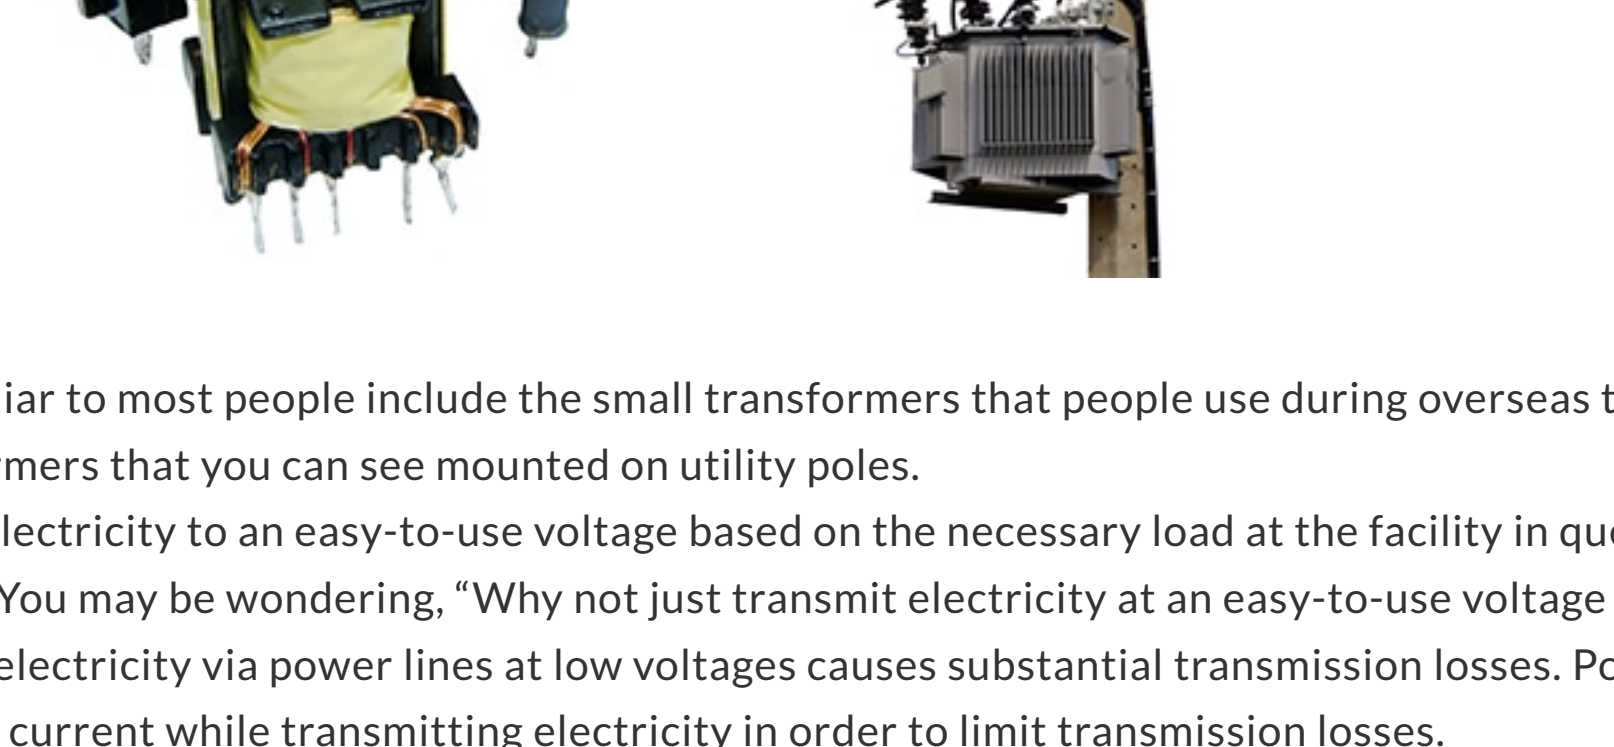 iar to most people include the small transformers that people use during overseas t
rmers that you can see mounted on utility poles.
lectricity to an easy-to-use voltage based on the necessary load at the facility in que
You may be wondering, “Why not just transmit electricity at an easy-to-use voltage
electricity via power lines at low voltages causes substantial transmission losses. Po
current while transmitting electricity in order to limit transmission losses.